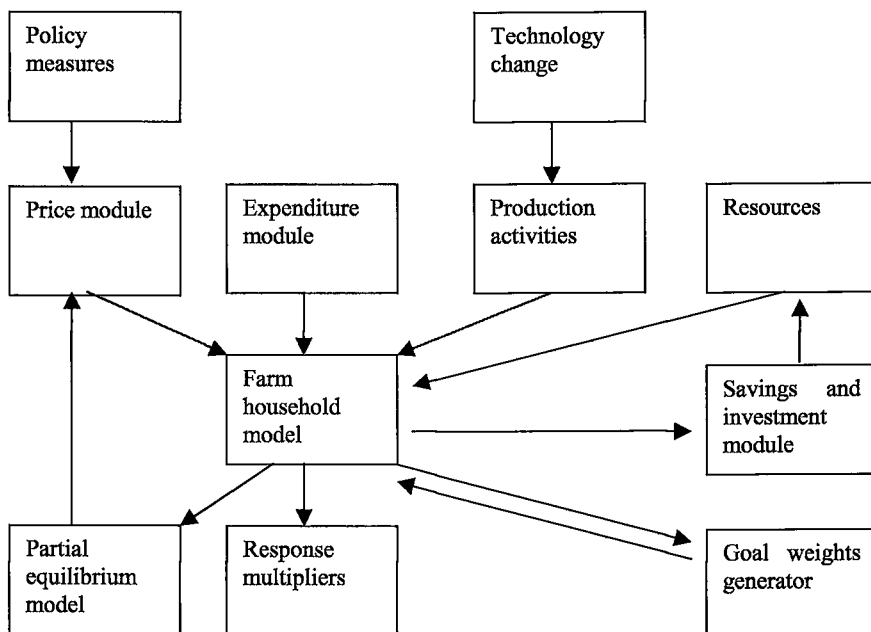 Policy
measures
Technology
change
Price module
Expenditure
module
Production
activities
Resources
Farm
household
model
Savings and
investment
module
Partial
equilibrium
model
Response
multipliers
Goal weights
generator